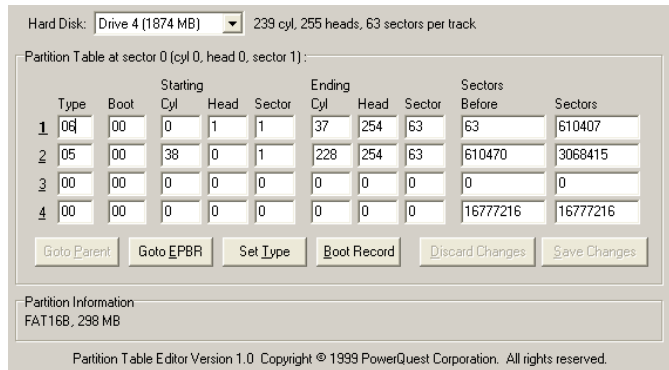 Hard Disk: Drive 4 (1874 MB) 239 cyl, 255 heads, 63 sectors per track
Partition Table at sector 0 (cyl 0, head 0, sector 1) :
Starting Ending Sectors
Type Boot Cyl Head Sector Cyl Head Sector Before Sectors
1 06 00 0 1 1 37 254 63 63 610407
2 05 00 38 0 1 228 254 63 610470 3068415
3 00 00 0 0 0 0 0 0 0 0
4 00 00 0 0 0 0 0 0 16777216 16777216
Goto Parent Goto EPBR Set Type Boot Record Discard Changes Save Changes
Partition Information
FAT16B, 298 MB
Partition Table Editor Version 1.0 Copyright © 1999 PowerQuest Corporation. All rights reserved.